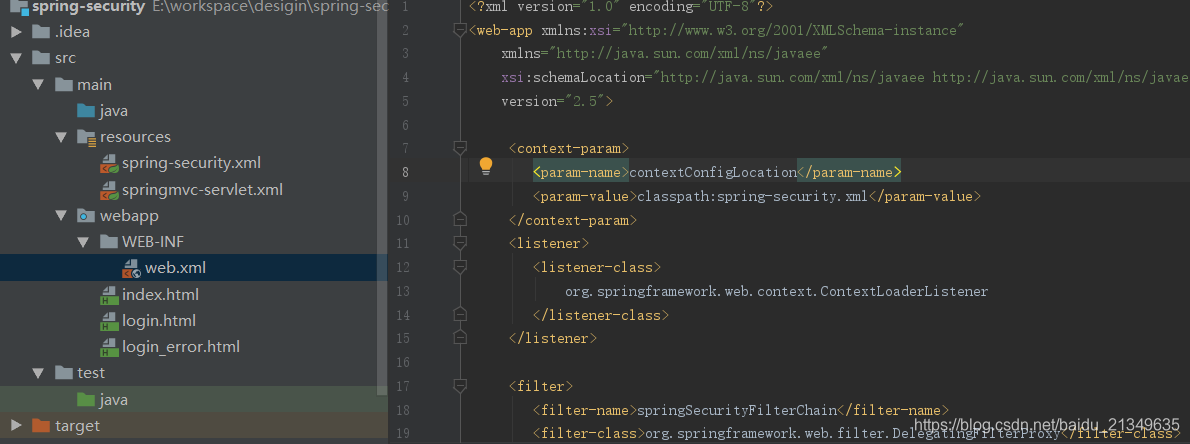 spring-security E:\workspace\desigin\spring-sec
.idea
src
main
java
resources
spring-security.xml
springmvc-servlet.xml
webapp
WEB-INF
web.xml
index.html
login.html
login_error.html
test
java
target
1 <?xml version="1.0" encoding="UTF-8"?>
2 <web-app xmlns:xsi="http://www.w3.org/2001/XMLSchema-instance"
3 xmlns="http://java.sun.com/xml/ns/javaee"
4 xsi:schemaLocation="http://java.sun.com/xml/ns/javaee http://java.sun.com/xml/ns/javae
5 version="2.5">
6
7 <context-param>
8 <param-name>contextConfigLocation</param-name>
9 <param-value>classpath:spring-security.xml</param-value>
10 </context-param>
11 <listener>
12 <listener-class>
13 org.springframework.web.context.ContextLoaderListener
14 </listener-class>
15 </listener>
16
17 <filter>
18 <filter-name>springSecurityFilterChain</filter-name>
19 <filter-class>org.springframework.web.filter.DelegatingFilterProxy</filter-class>
https://blog.csdn.net/baidu_21349635